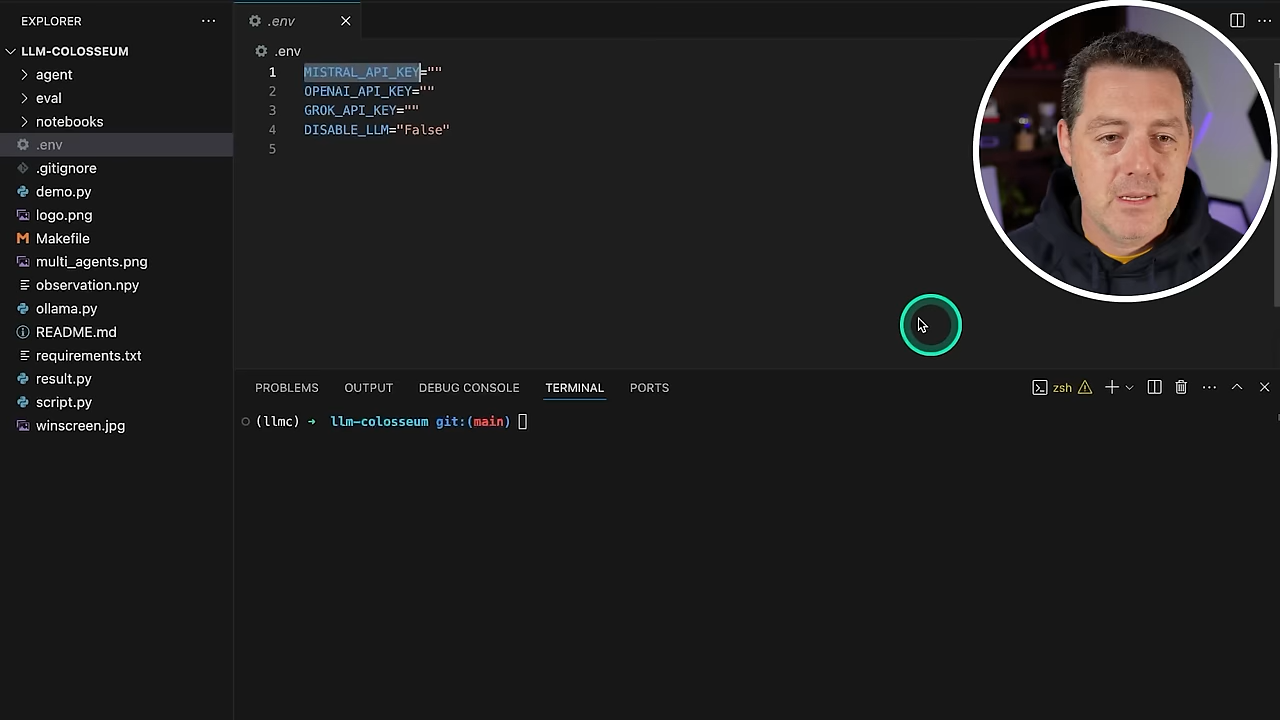 EXPLORER
LLM-COLOSSEUM
agent
eval
notebooks
.env
.gitignore
demo.py
logo.png
Makefile
multi_agents.png
observation.npy
ollama.py
README.md
requirements.txt
result.py
script.py
winscreen.jpg
.env
.env
1 MISTRAL_API_KEY=""
2 OPENAI_API_KEY=""
3 GROK_API_KEY=""
4 DISABLE_LLM="False"
5
PROBLEMS OUTPUT DEBUG CONSOLE TERMINAL PORTS zsh
(llmc) ➜ llm-colosseum git:(main)